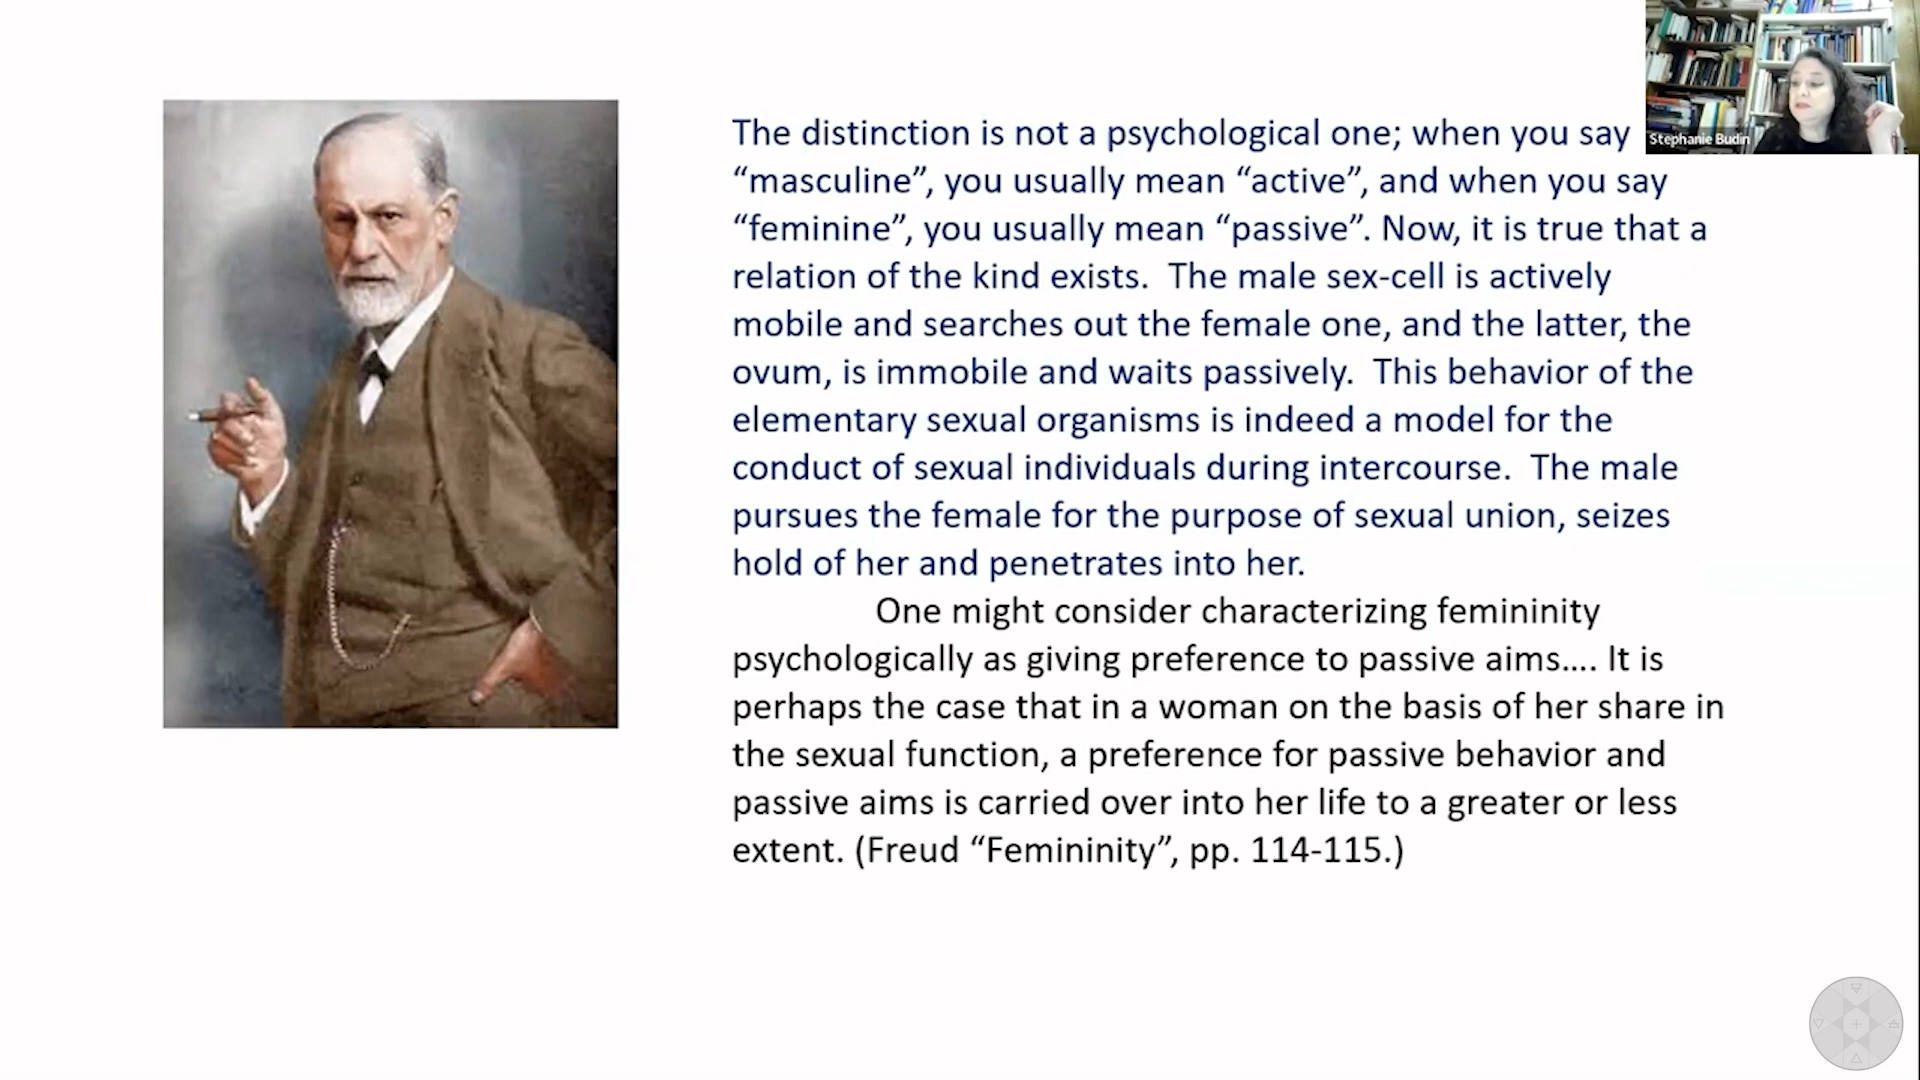 The distinction is not a psychological one; when you say
“masculine”, you usually mean “active”, and when you say
“feminine”, you usually mean “passive”. Now, it is true that a
relation of the kind exists.  The male sex-cell is actively
mobile and searches out the female one, and the latter, the
ovum, is immobile and waits passively.  This behavior of the
elementary sexual organisms is indeed a model for the
conduct of sexual individuals during intercourse.  The male
pursues the female for the purpose of sexual union, seizes
hold of her and penetrates into her.
One might consider characterizing femininity
psychologically as giving preference to passive aims.... It is
perhaps the case that in a woman on the basis of her share in
the sexual function, a preference for passive behavior and
passive aims is carried over into her life to a greater or less
extent. (Freud “Femininity”, pp. 114-115.)
Stephanie Budin